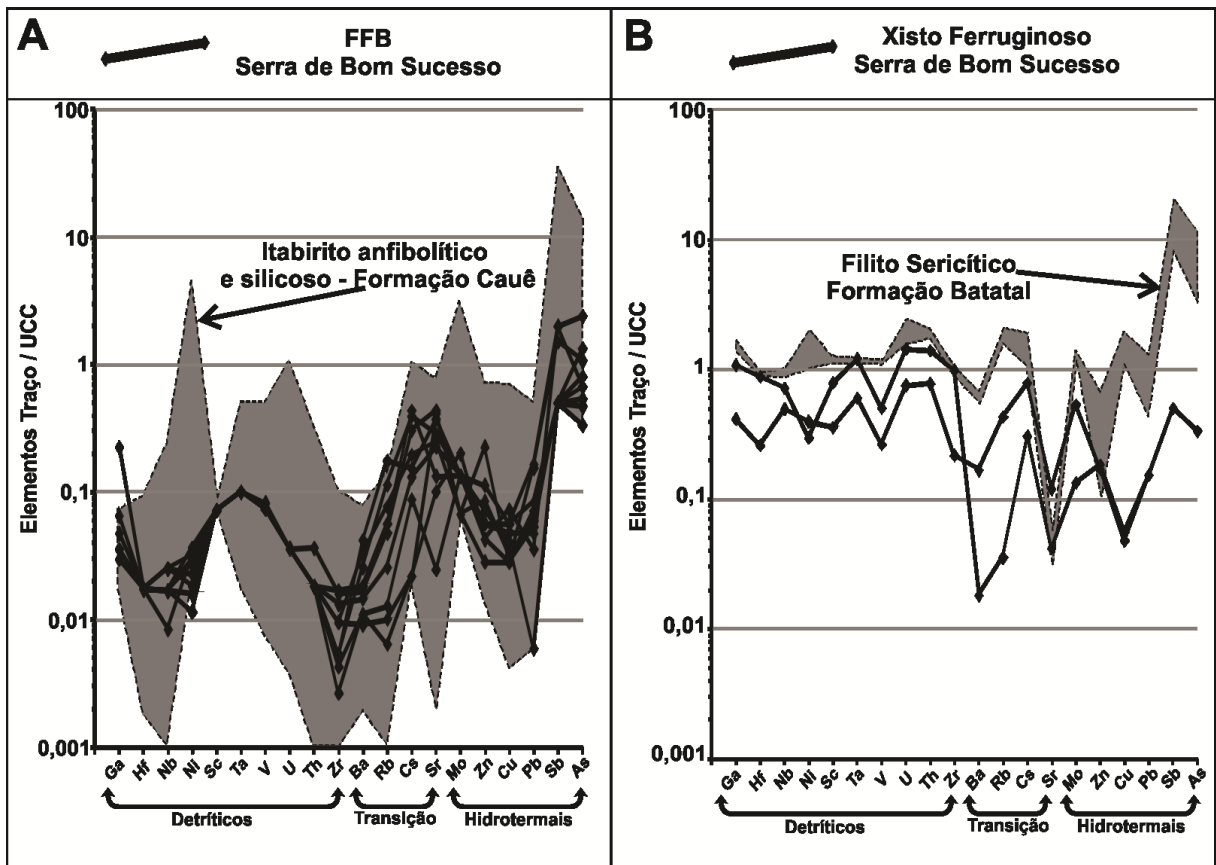 A
FFB
Serra de Bom Sucesso
Elementos Traço / UCC
100
10
1
0,1
0,01
0,001
Itabirito anfibolítico
e silicoso - Formação Cauê
Ga Hf Nb Ni Sc Ta V U Th Zr Ba Rb Cs Sr Mo Zn Cu Pb Sb As
Detríticos Transição Hidrotermais
B
Xisto Ferruginoso
Serra de Bom Sucesso
Elementos Traço / UCC
100
10
1
0,1
0,01
0,001
Filito Sericítico
Formação Batatal
Ga Hf Nb Ni Sc Ta V U Th Zr Ba Rb Cs Sr Mo Zn Cu Pb Sb As
Detríticos Transição Hidrotermais